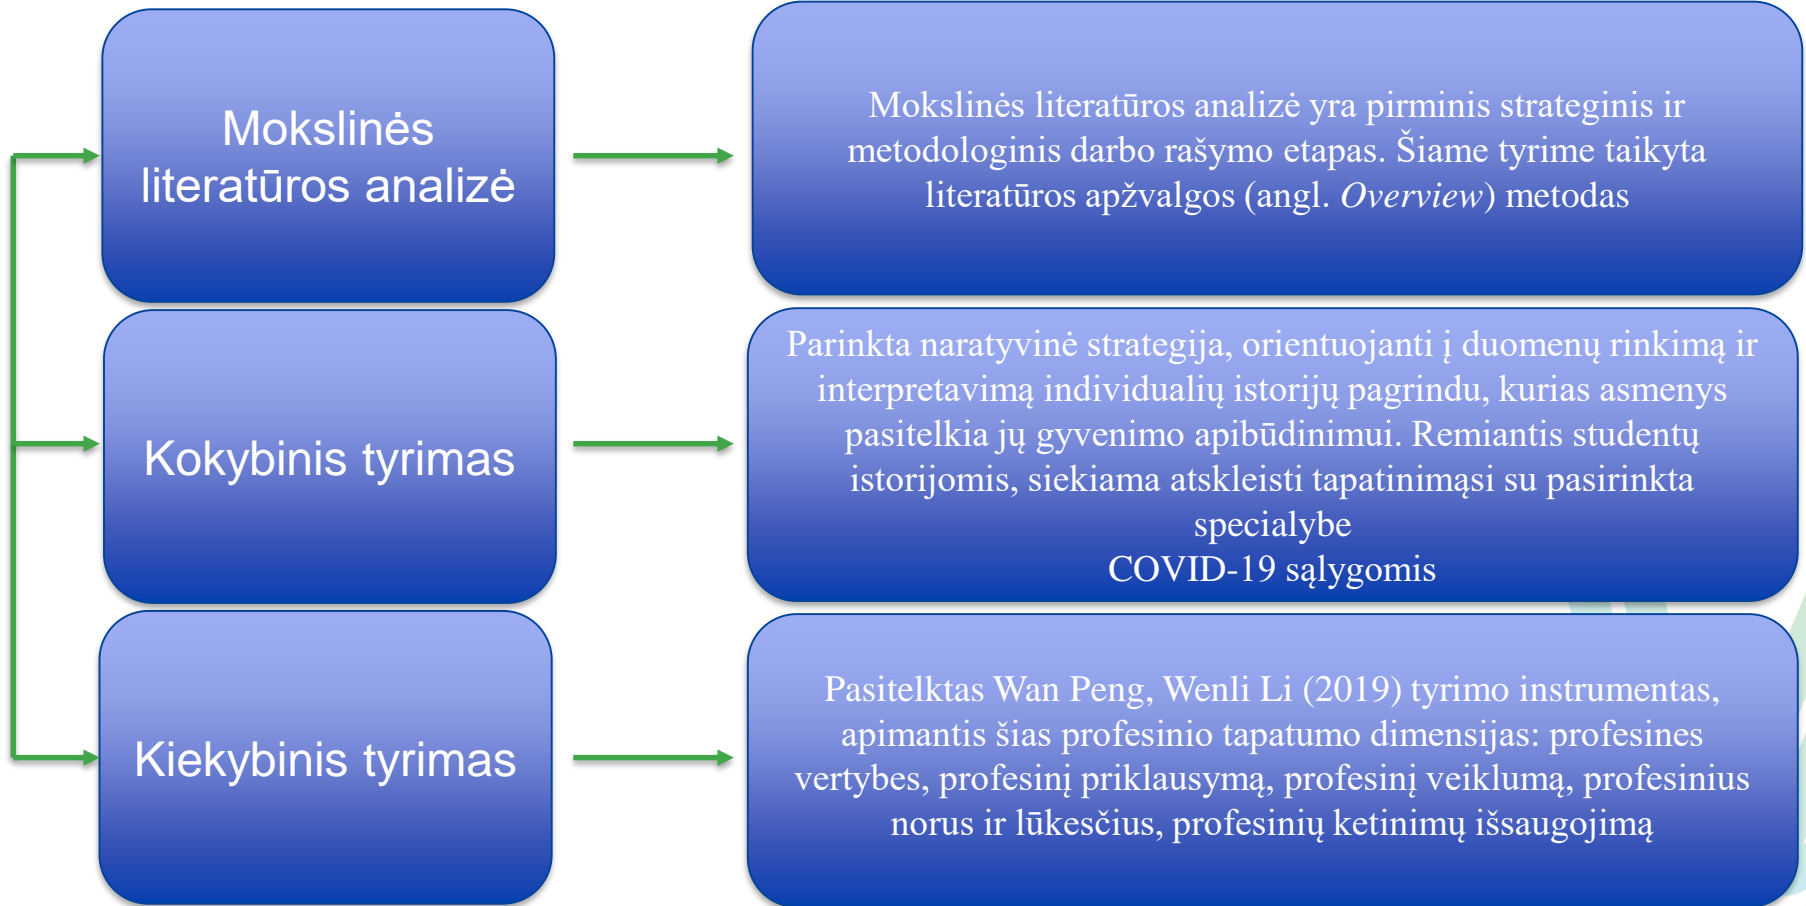 Mokslinės
literatūros analizė
Mokslinės literatūros analizė yra pirminis strateginis ir
metodologinis darbo rašymo etapas. Šiame tyrime taikyta
literatūros apžvalgos (angl. Overview) metodas
Kokybinis tyrimas
Parinkta naratyvinė strategija, orientuojanti į duomenų rinkimą ir
interpretavimą individualių istorijų pagrindu, kurias asmenys
pasitelkia jų gyvenimo apibūdinimui. Remiantis studentų
istorijomis, siekiama atskleisti tapatinimąsi su pasirinkta
specialybe
COVID-19 sąlygomis
Kiekybinis tyrimas
Pasitelktas Wan Peng, Wenli Li (2019) tyrimo instrumentas,
apimantis šias profesinio tapatumo dimensijas: profesines
vertybes, profesinį priklausymą, profesinį veiklumą, profesinius
norus ir lūkesčius, profesinių ketinimų išsaugojimą